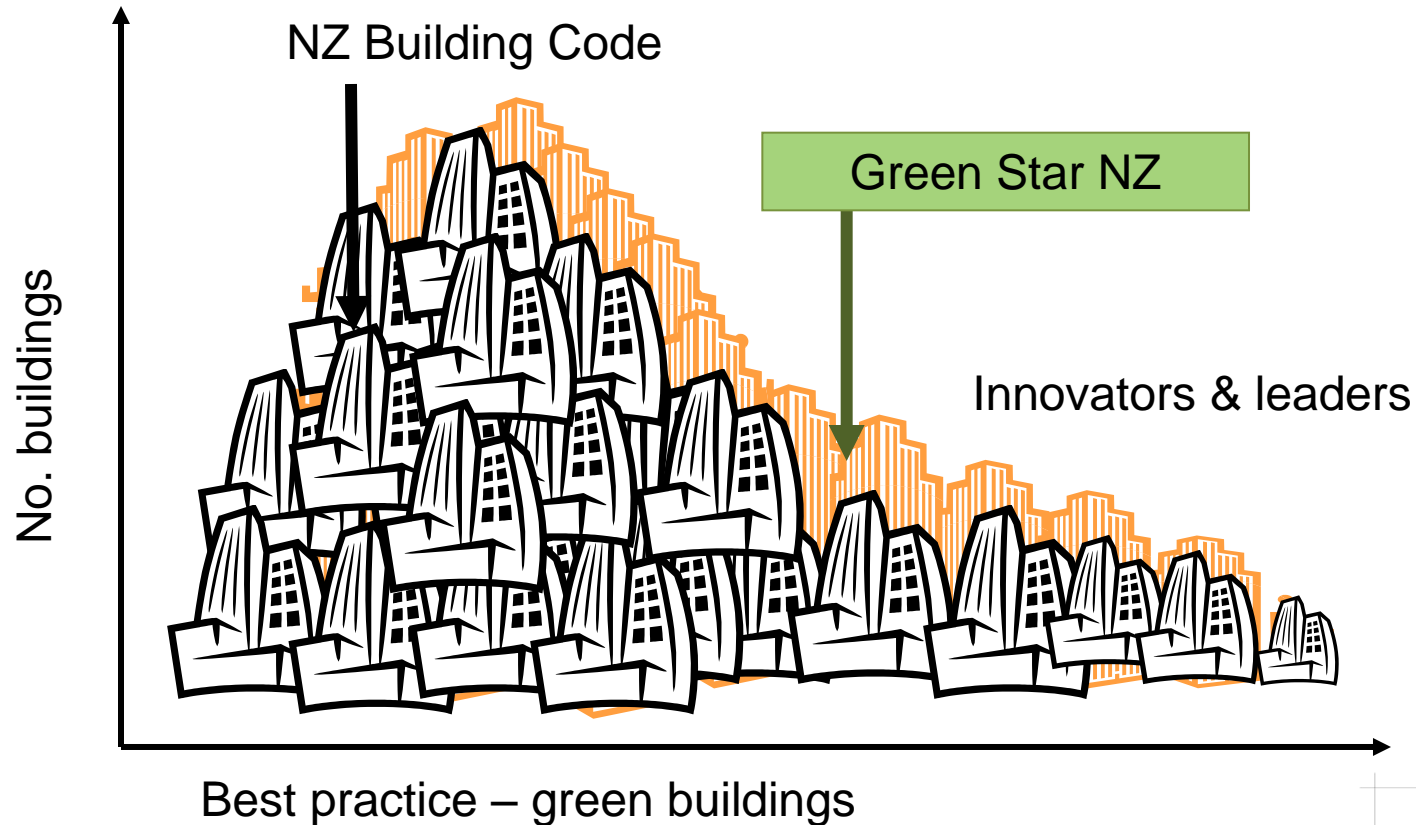 NZ Building Code
Green Star NZ
Innovators & leaders
No. buildings
Best practice – green buildings